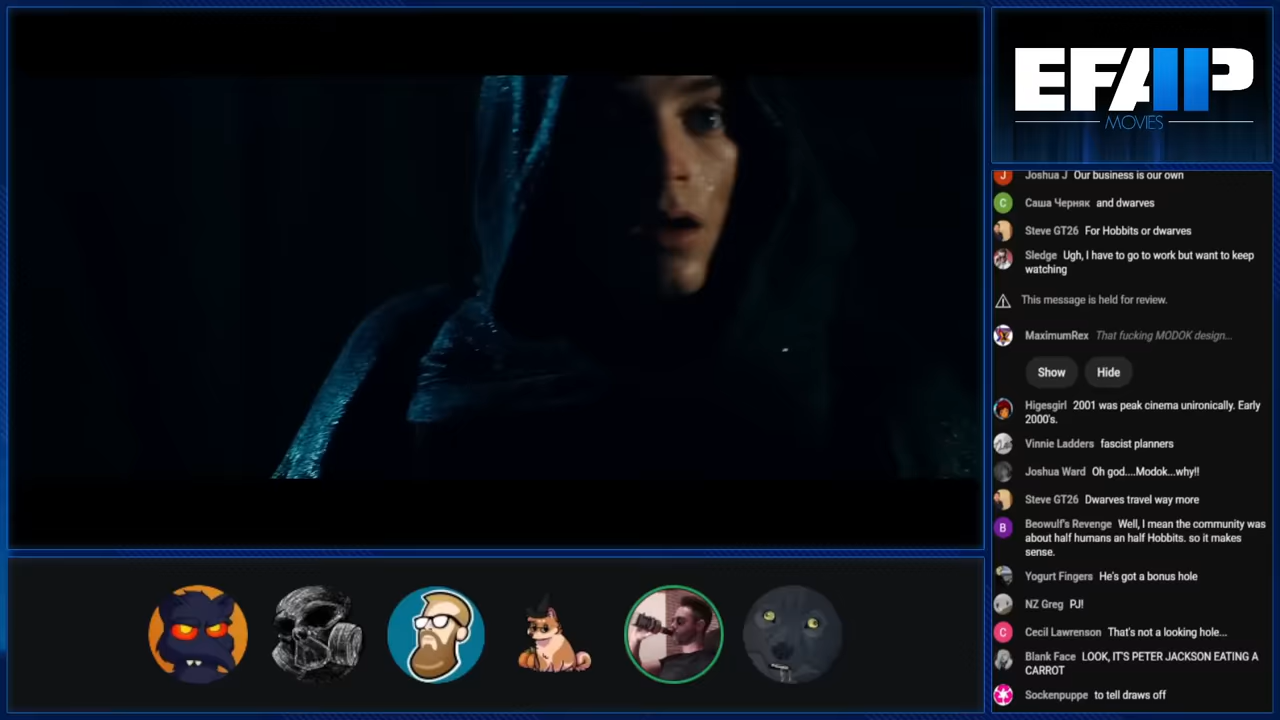 EFAP
MOVIES
Joshua J Our business is our own
Саша Черняк and dwarves
Steve GT26 For Hobbits or dwarves
Sledge Ugh, I have to go to work but want to keep
watching
This message is held for review.
MaximumRex That fucking MODOK design...
Show Hide
Higesgirl 2001 was peak cinema unironically. Early
2000's.
Vinnie Ladders fascist planners
Joshua Ward Oh god....Modok...why!!
Steve GT26 Dwarves travel way more
B Beowulf's Revenge Well, I mean the community was
about half humans an half Hobbits. so it makes
sense.
Yogurt Fingers He's got a bonus hole
NZ Greg PJ!
C Cecil Lawrenson That's not a looking hole...
Blank Face LOOK, IT'S PETER JACKSON EATING A
CARROT
Sockenpuppe to tell draws off